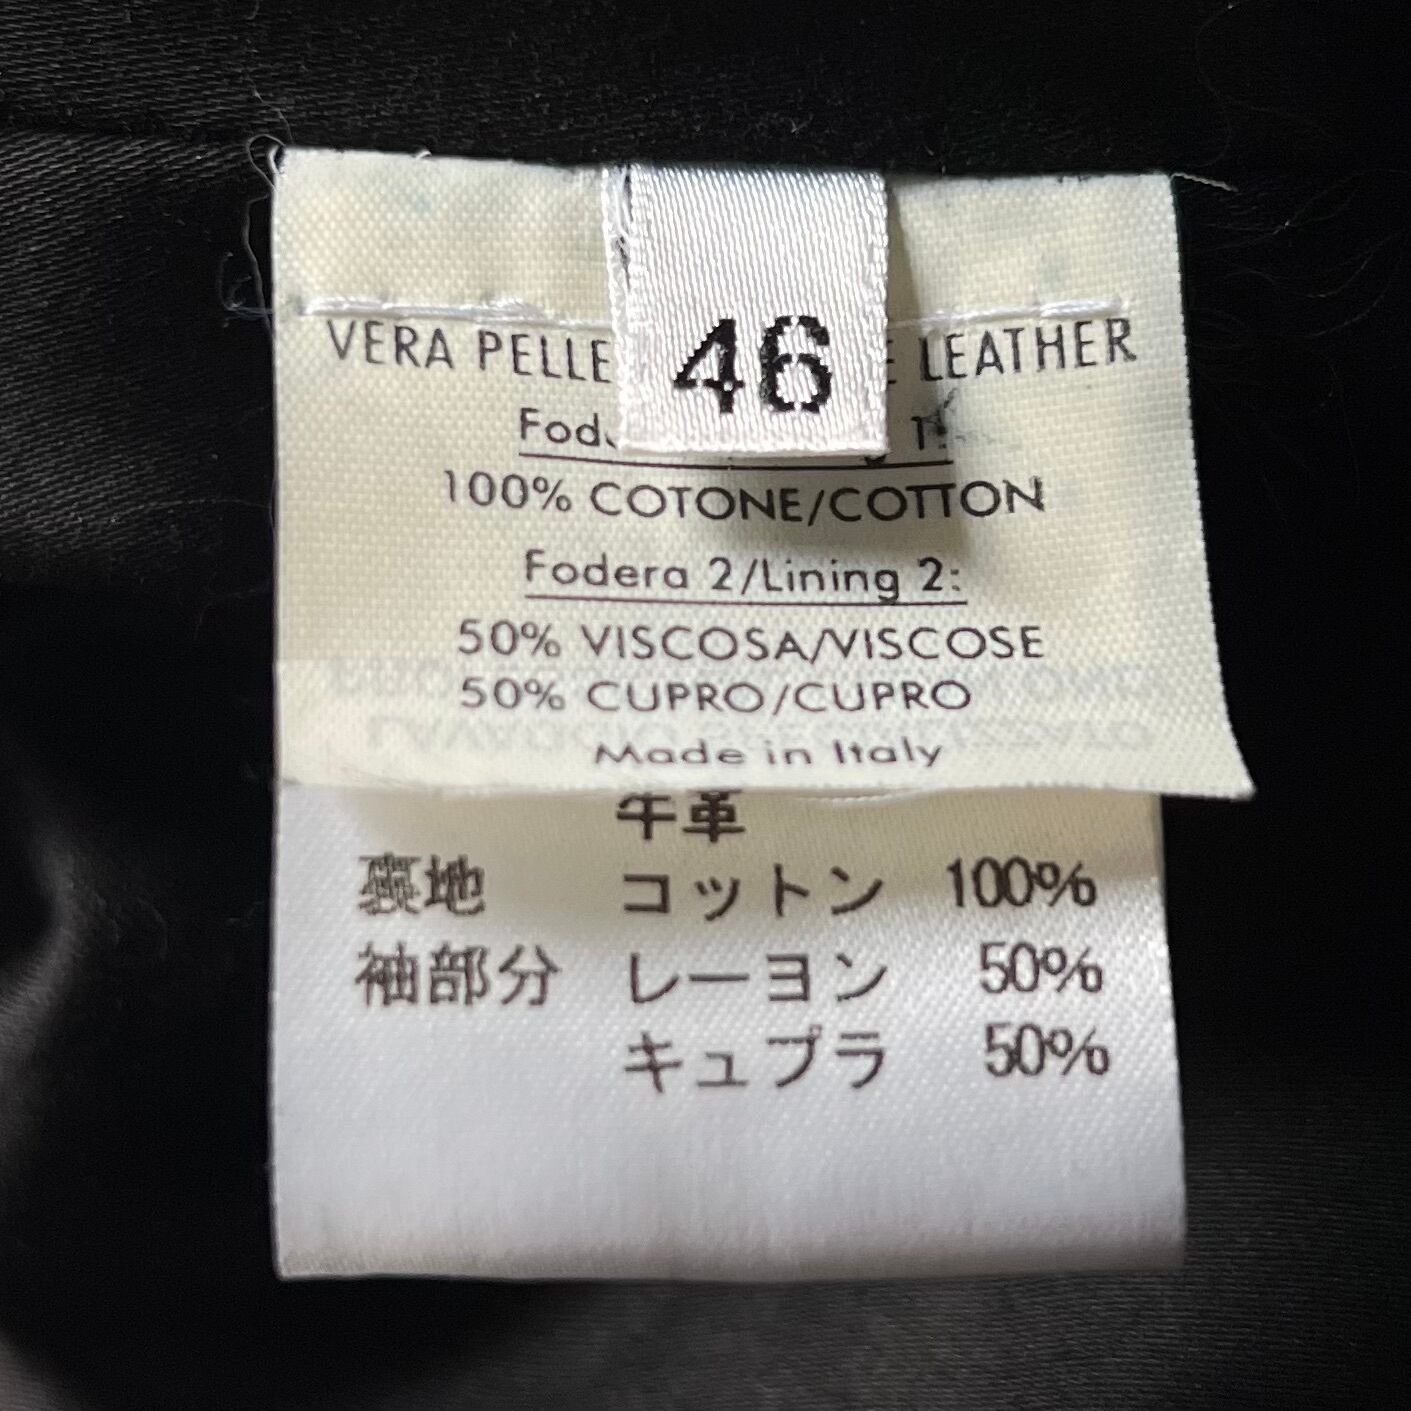 46
VERA PELLE LEATHER
100% COTONE/COTTON
Fodera 2/Lining 2:
50% VISCOSA/VISCOSE
50% CUPRO/CUPRO
Made in Italy
牛革
裏地 コットン 100%
袖部分 レーヨン 50%
キュプラ 50%